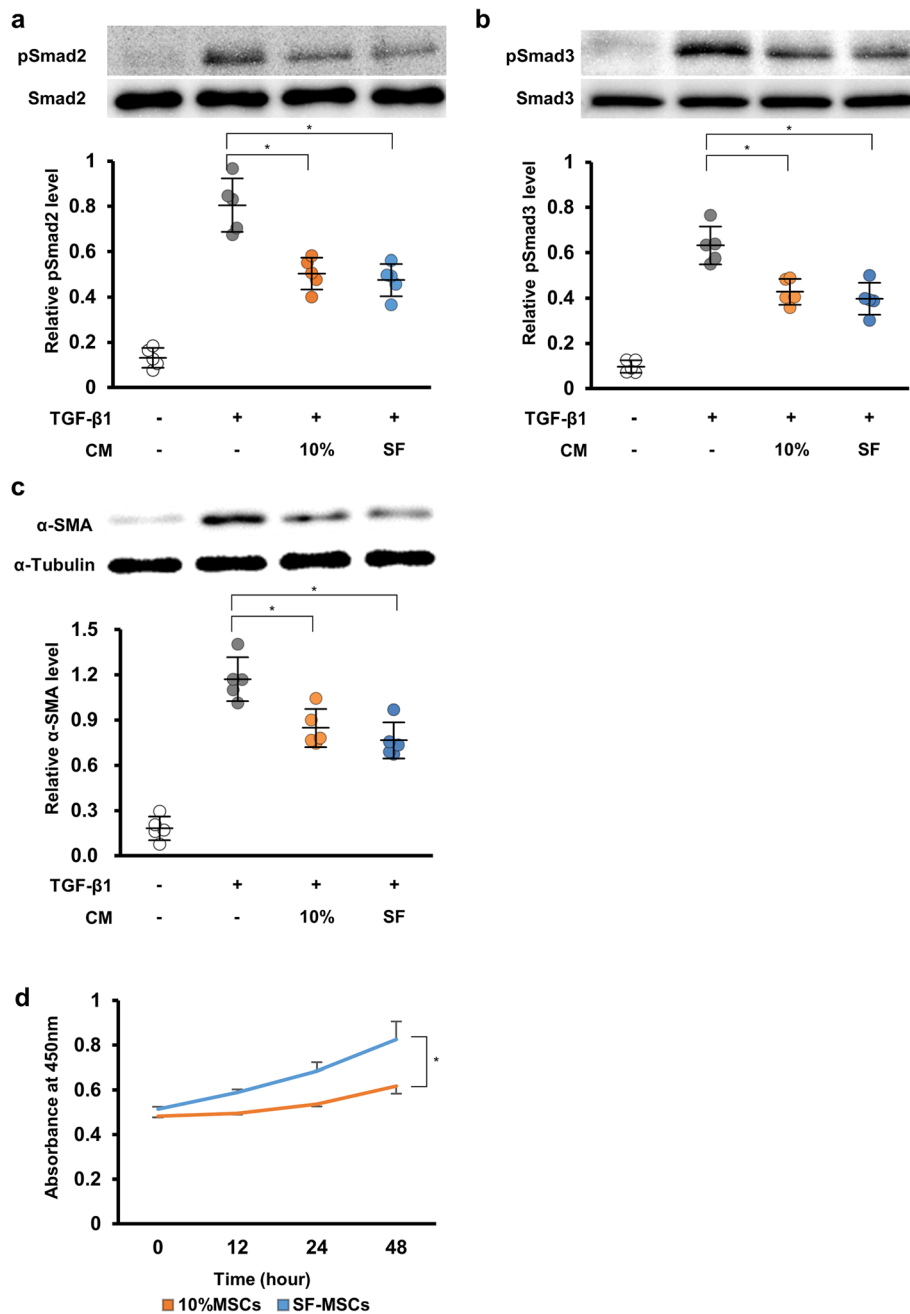 a
pSmad2
Smad2
*
*
Relative pSmad2 level
1
0.8
0.6
0.4
0.2
0
TGF-β1 - + + +
CM - - 10% SF
b
pSmad3
Smad3
*
*
Relative pSmad3 level
1
0.8
0.6
0.4
0.2
0
TGF-β1 - + + +
CM - - 10% SF
c
α-SMA
α-Tubulin
*
*
Relative α-SMA level
1.5
1.2
0.9
0.6
0.3
0.0
TGF-β1 - + + +
CM - - 10% SF
d
Absorbance at 450nm
1
0.8
0.6
0.4
0.2
0
*
0 12 24 48
Time (hour)
10%MSCs SF-MSCs